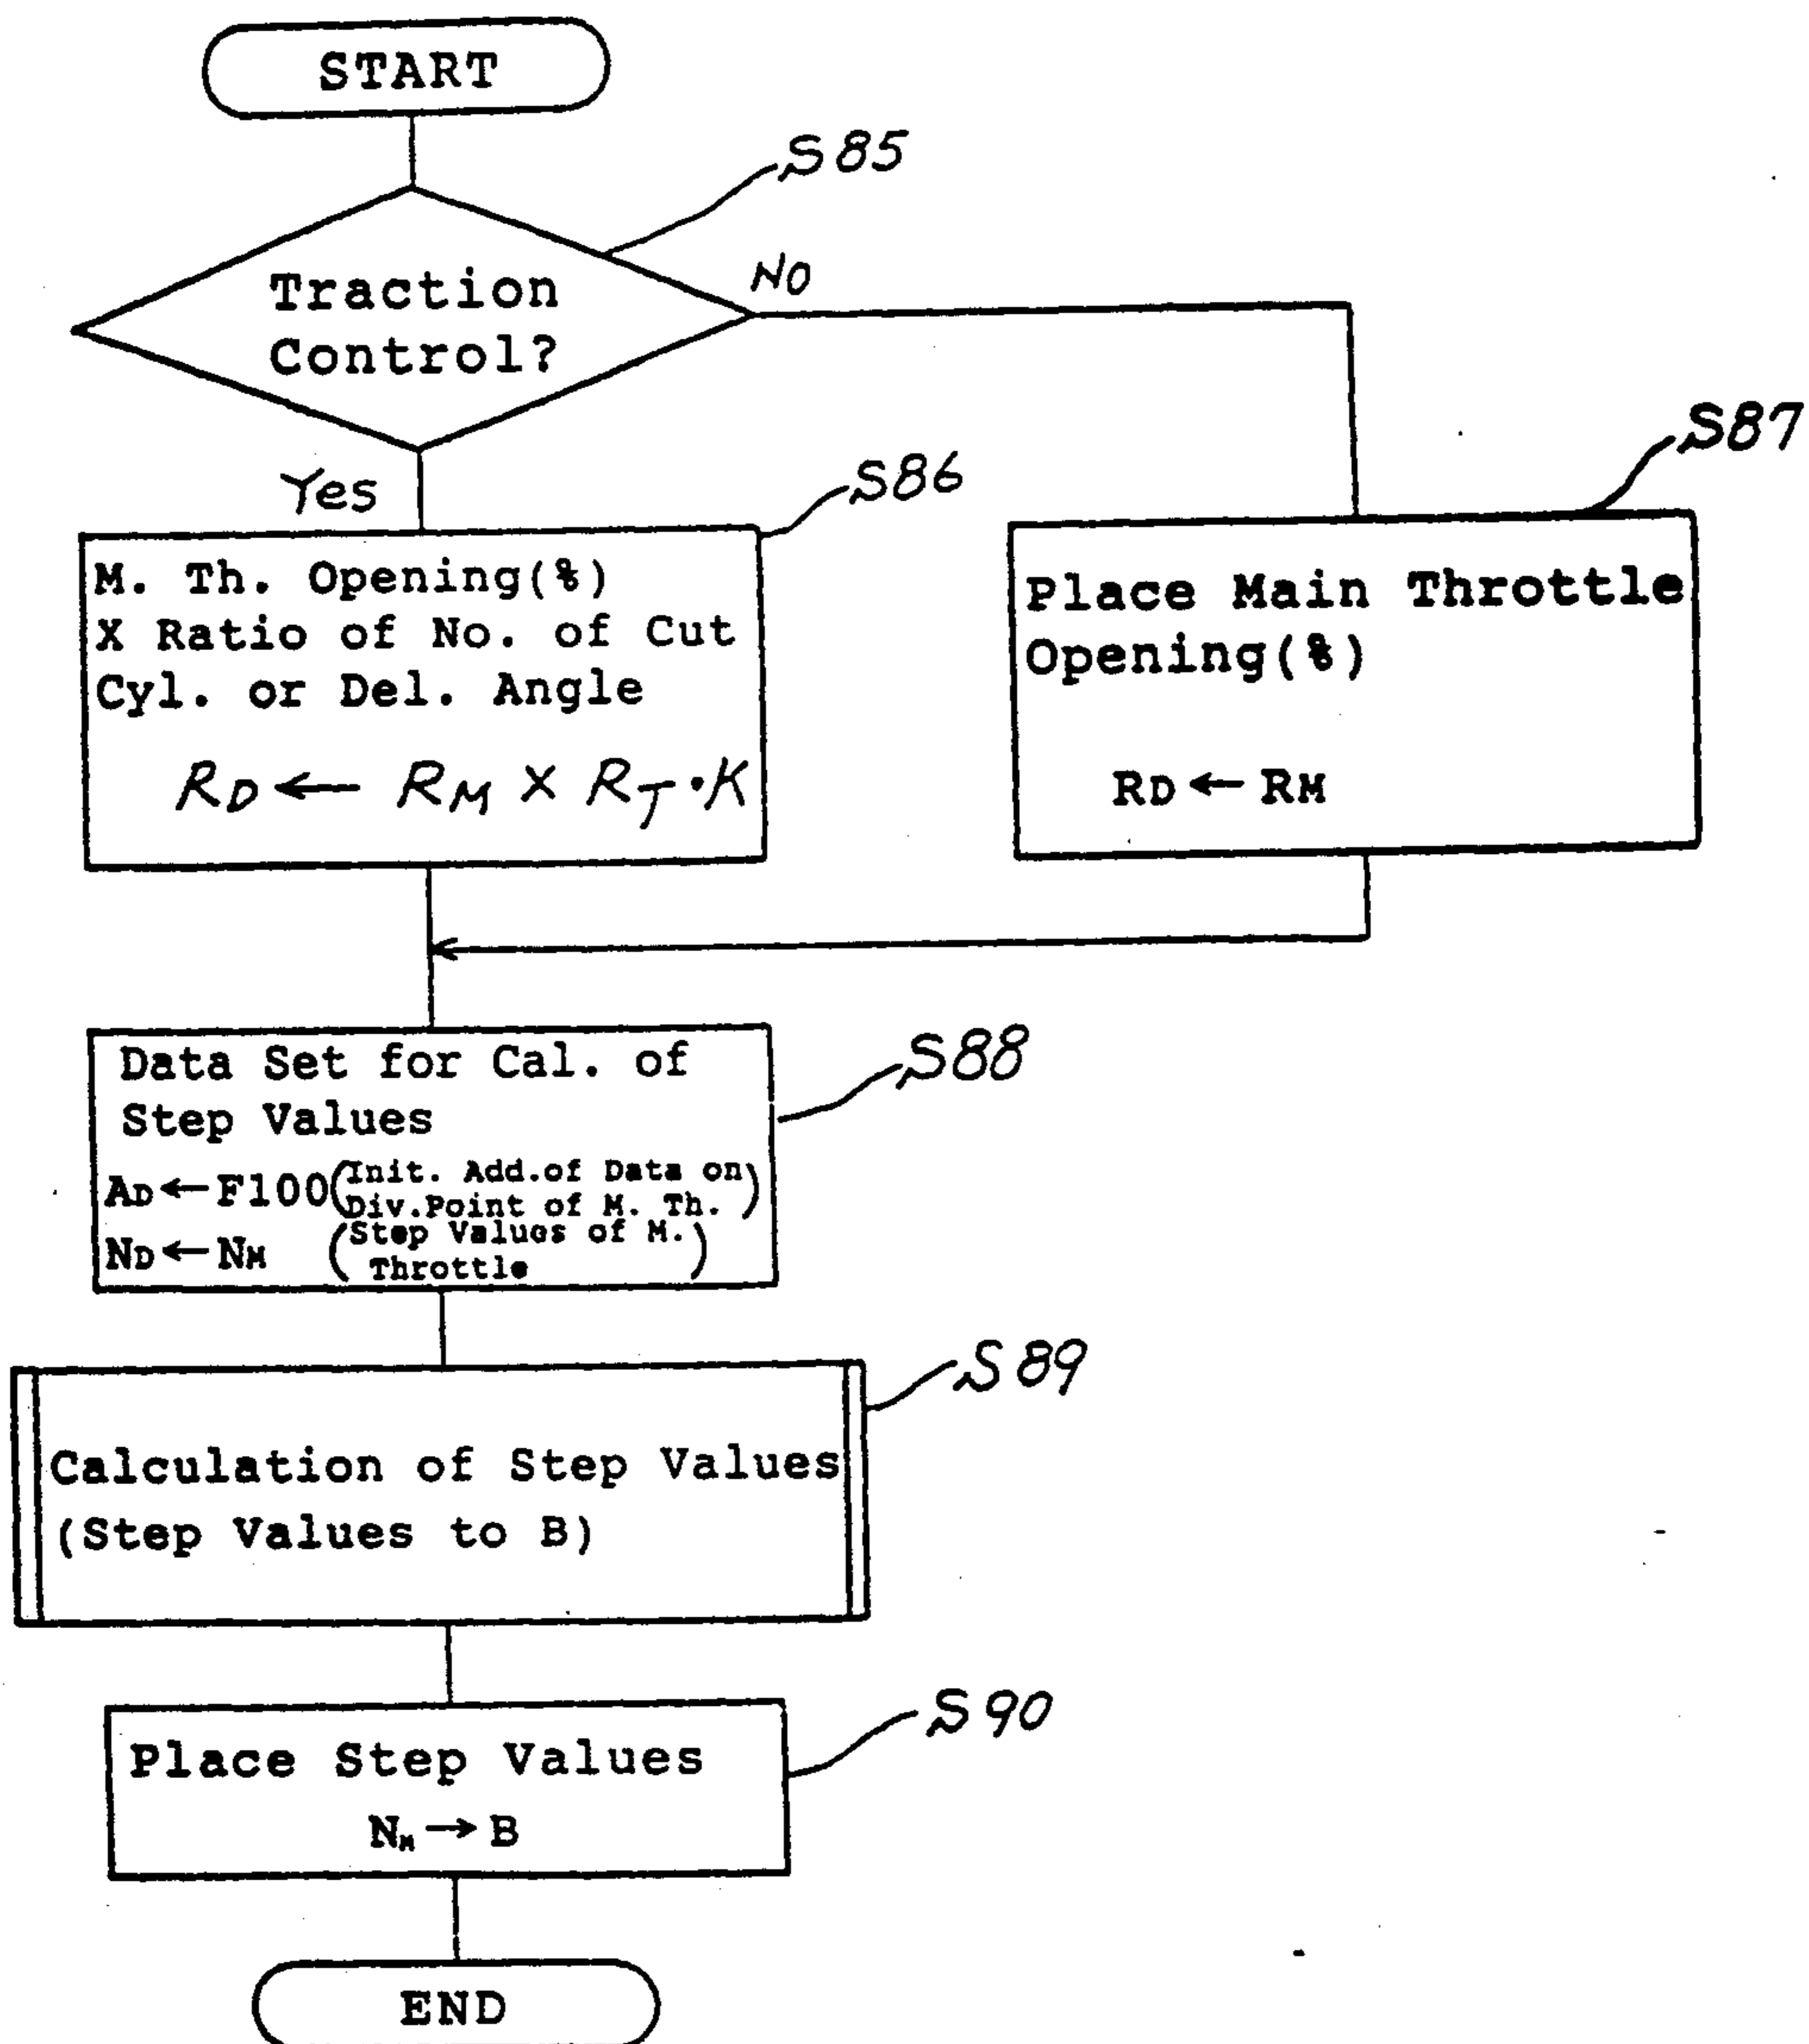 START
S85
Traction
Control?
NO
Yes
S86
M. Th. Opening(%)
X Ratio of No. of Cut
Cyl. or Del. Angle
RD ← RM X RT·K
S87
Place Main Throttle
Opening(%)
RD ← RM
S88
Data Set for Cal. of
Step Values
AD ← F100 (Init. Add. of Data on
Div. Point of M. Th.)
ND ← NM (Step Values of M.
Throttle)
S89
Calculation of Step Values
(Step Values to B)
S90
Place Step Values
NM → B
END